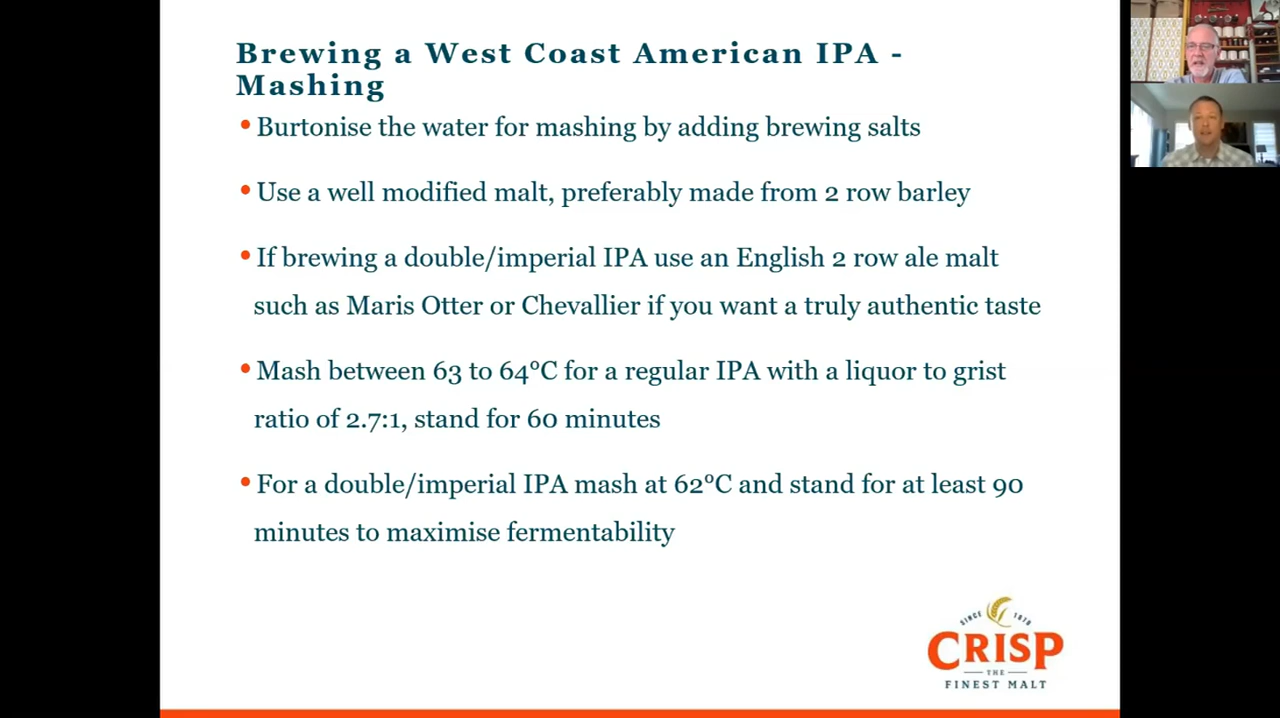 Brewing a West Coast American IPA -
Mashing
• Burtonise the water for mashing by adding brewing salts
• Use a well modified malt, preferably made from 2 row barley
• If brewing a double/imperial IPA use an English 2 row ale malt
such as Maris Otter or Chevallier if you want a truly authentic taste
• Mash between 63 to 64°C for a regular IPA with a liquor to grist
ratio of 2.7:1, stand for 60 minutes
• For a double/imperial IPA mash at 62°C and stand for at least 90
minutes to maximise fermentability
SINCE 1870
CRISP
THE
FINEST MALT